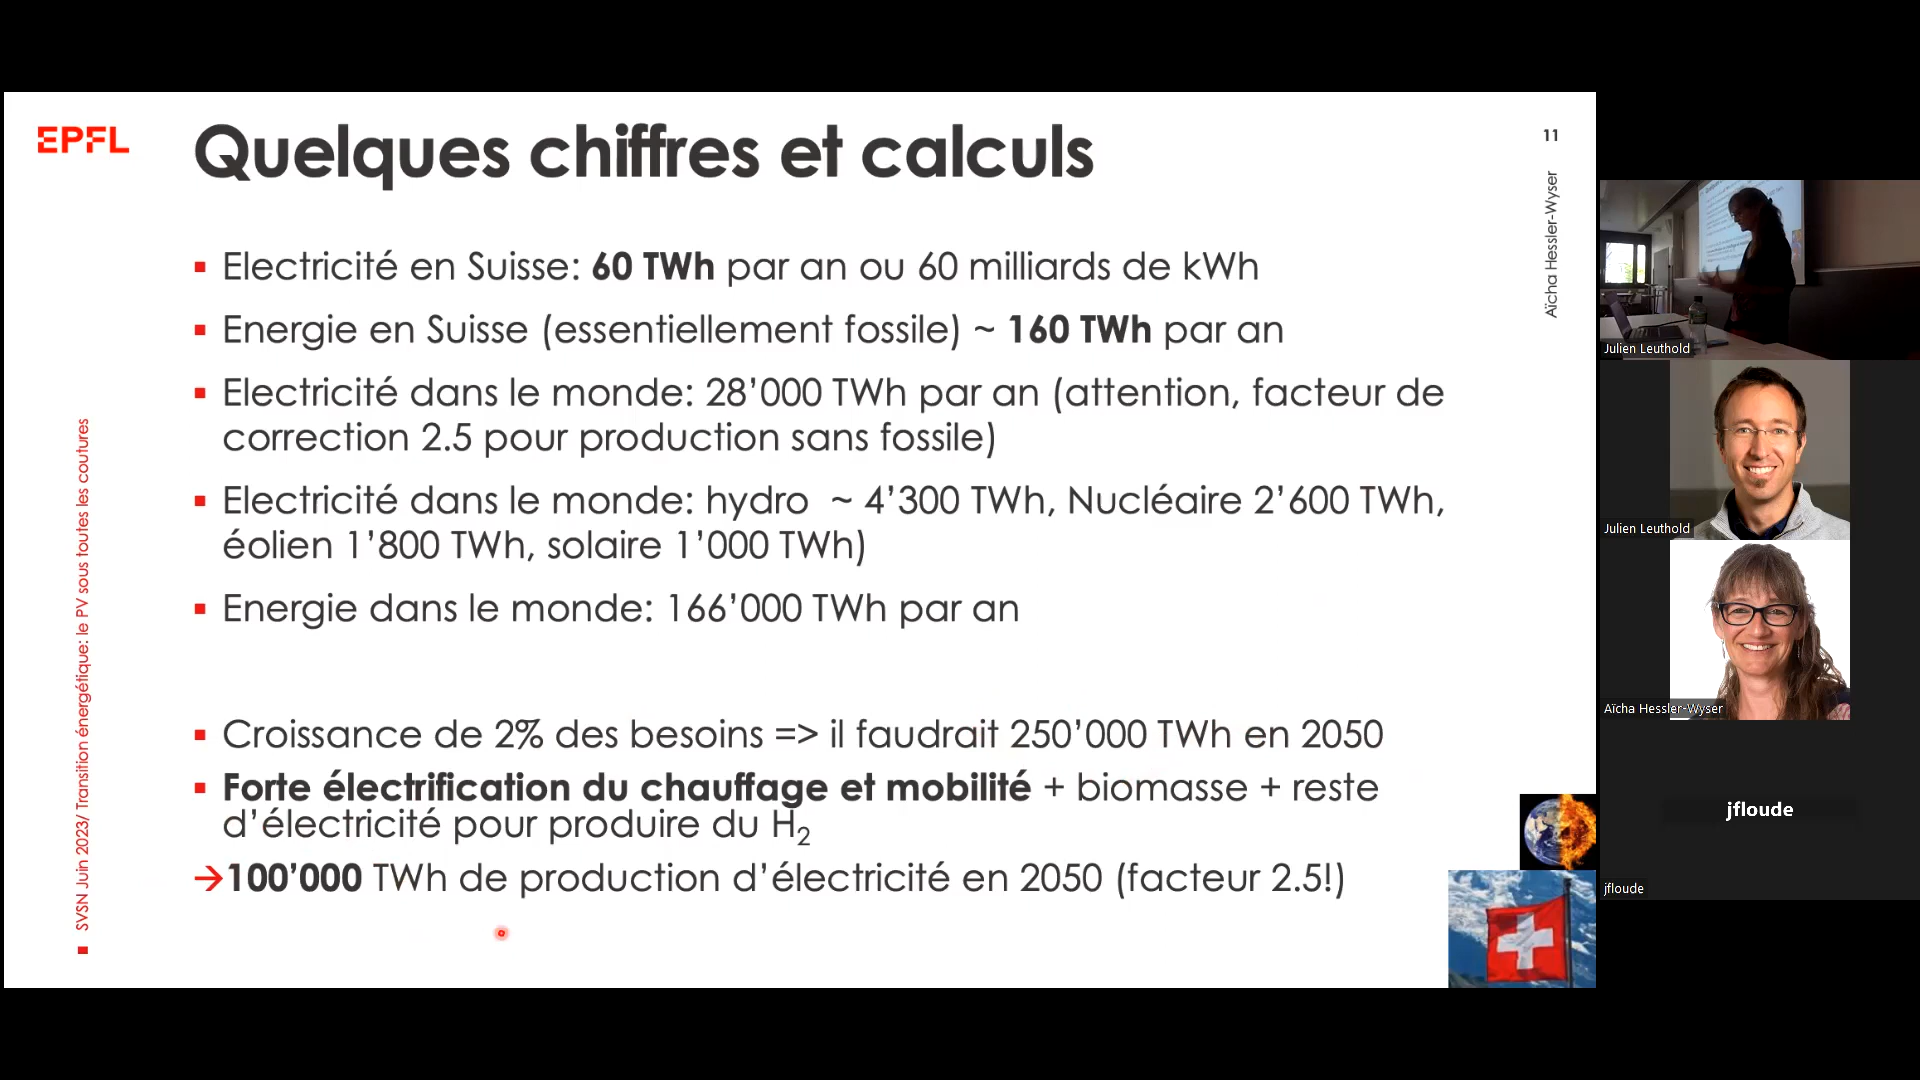 EPFL
Quelques chiffres et calculs
11
Aïcha Hessler-Wyser
▪ Electricité en Suisse: 60 TWh par an ou 60 milliards de kWh
▪ Energie en Suisse (essentiellement fossile) ~ 160 TWh par an
▪ Electricité dans le monde: 28’000 TWh par an (attention, facteur de
correction 2.5 pour production sans fossile)
▪ Electricité dans le monde: hydro ~ 4’300 TWh, Nucléaire 2’600 TWh,
éolien 1’800 TWh, solaire 1’000 TWh)
▪ Energie dans le monde: 166’000 TWh par an
▪ Croissance de 2% des besoins => il faudrait 250’000 TWh en 2050
▪ Forte électrification du chauffage et mobilité + biomasse + reste
d’électricité pour produire du H₂
→100’000 TWh de production d’électricité en 2050 (facteur 2.5!)
▪ SVSN Juin 2023/ Transition énergétique: le PV sous toutes les coutures
Julien Leuthold
Julien Leuthold
Aïcha Hessler-Wyser
jfloude
jfloude